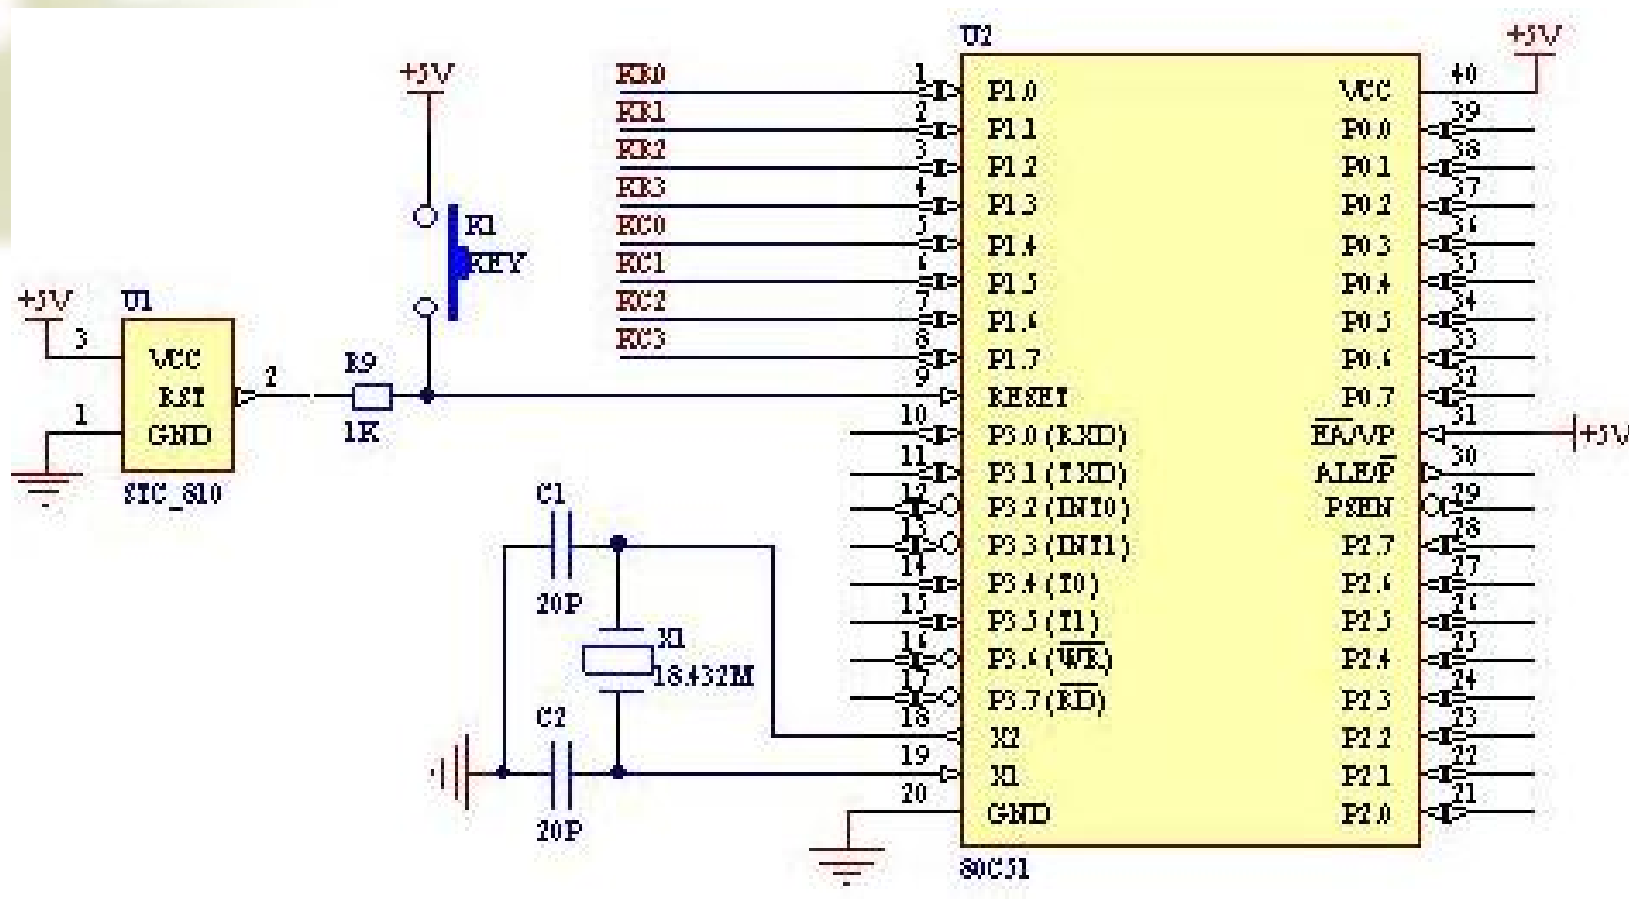 U2
+5V
+5V
KR0
KR1
KR2
KR3
KC0
KC1
KC2
KC3
K1
KEY
+5V
U1
3
VCC
RST
2
1
GND
STC_810
R9
1K
C1
20P
X1
18.432M
C2
20P
1 P1.0
2 P1.1
3 P1.2
4 P1.3
5 P1.4
6 P1.5
7 P1.6
8 P1.7
9 RESET
10 P3.0(RXD)
11 P3.1(TXD)
12 P3.2(INT0)
13 P3.3(INT1)
14 P3.4(T0)
15 P3.5(T1)
16 P3.6(WR)
17 P3.7(RD)
18 X2
19 X1
20 GND
VCC 40
P0.0 39
P0.1 38
P0.2 37
P0.3 36
P0.4 35
P0.5 34
P0.6 33
P0.7 32
EA/VP 31
+5V
ALE/P 30
PSEN 29
P2.7 28
P2.6 27
P2.5 26
P2.4 25
P2.3 24
P2.2 23
P2.1 22
P2.0 21
80C51